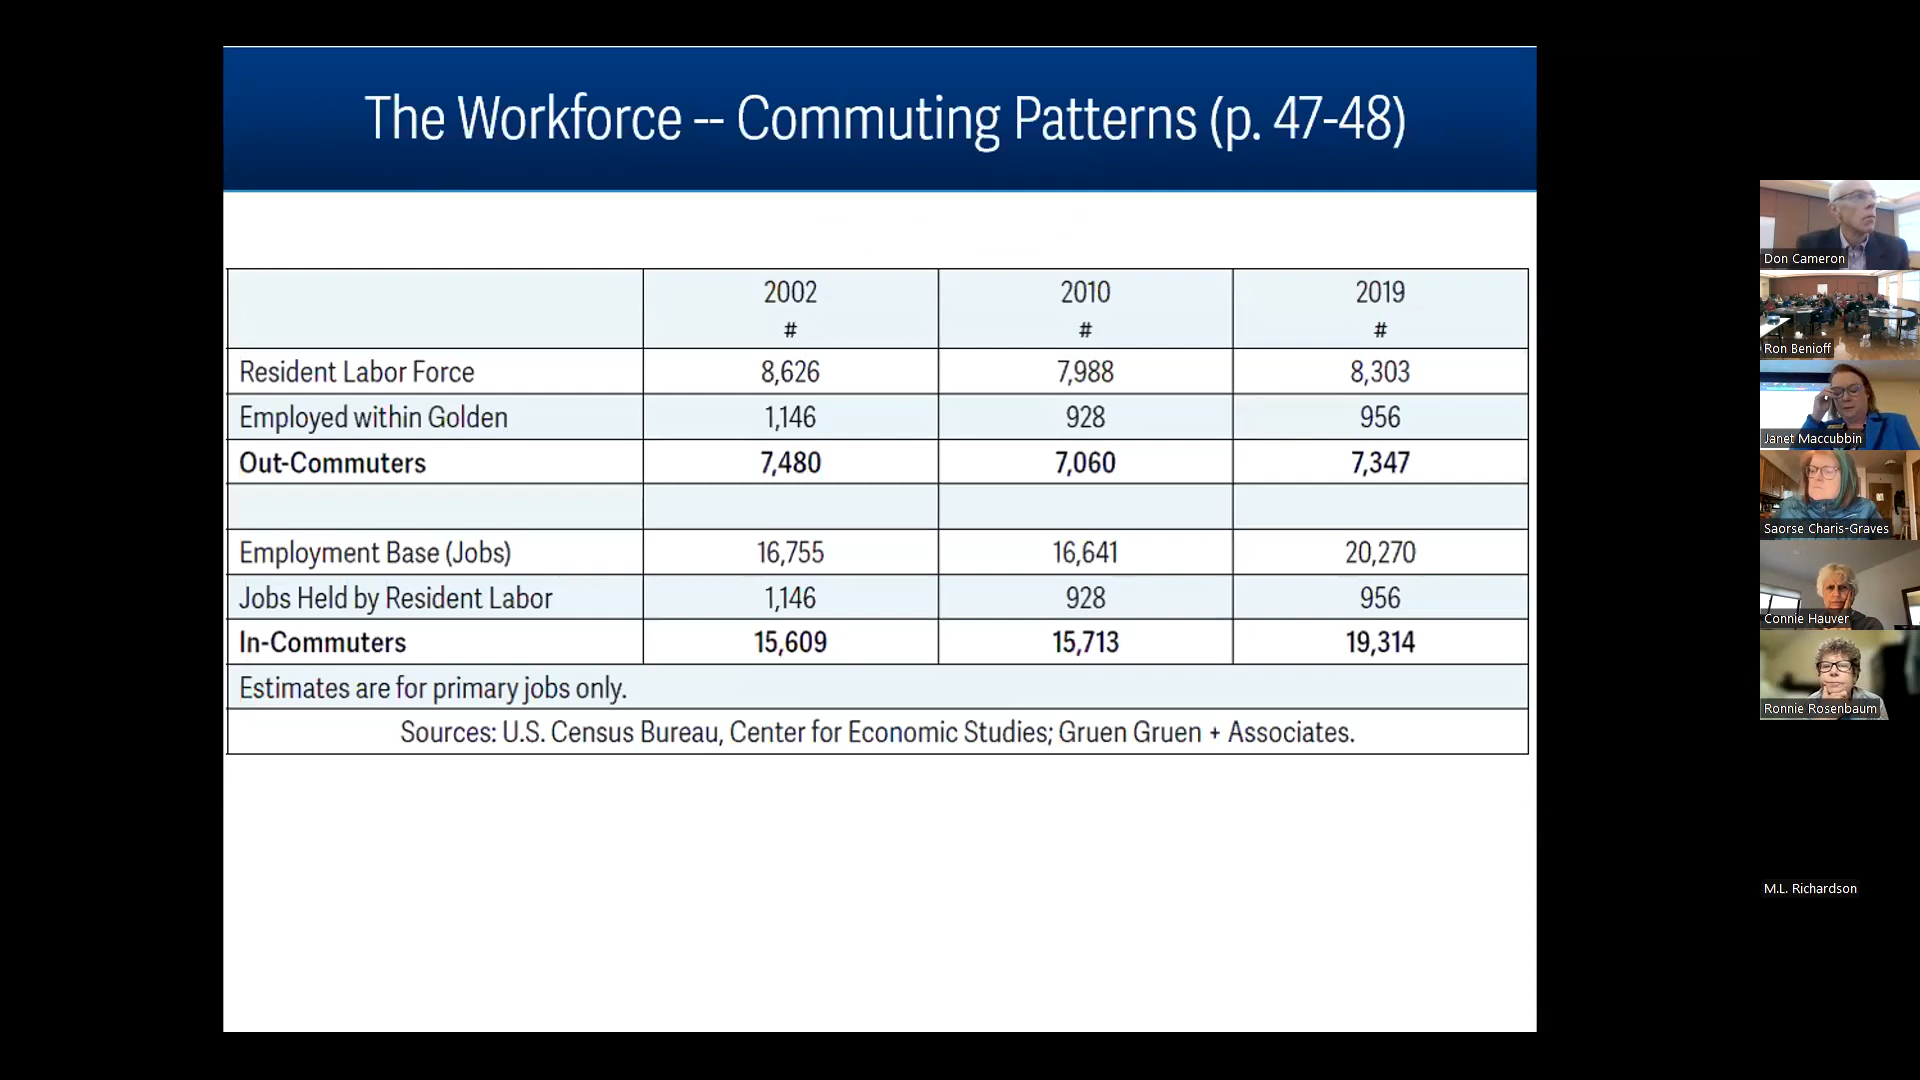 The Workforce -- Commuting Patterns (p. 47-48)
2002 2010 2019
# # #
Resident Labor Force 8,626 7,988 8,303
Employed within Golden 1,146 928 956
Out-Commuters 7,480 7,060 7,347
Employment Base (Jobs) 16,755 16,641 20,270
Jobs Held by Resident Labor 1,146 928 956
In-Commuters 15,609 15,713 19,314
Estimates are for primary jobs only.
Sources: U.S. Census Bureau, Center for Economic Studies; Gruen Gruen + Associates.
Don Cameron
Ron Benioff
Janet Maccubbin
Saorse Charis-Graves
Connie Hauver
Ronnie Rosenbaum
M.L. Richardson